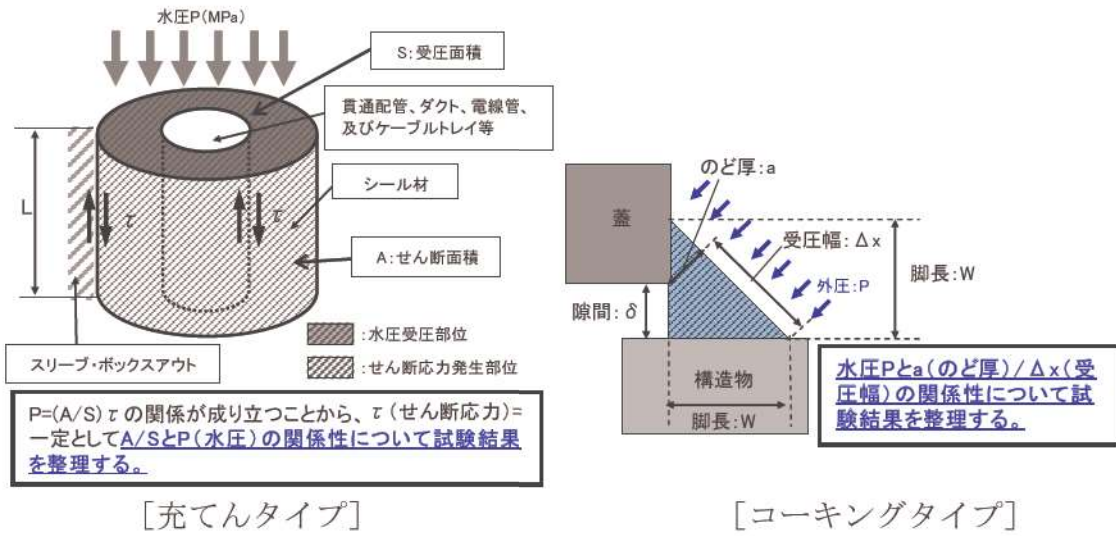 水圧P(MPa)
S:受圧面積
貫通配管、ダクト、電線管、
及びケーブルトレイ等
シール材
L
τ
τ
A:せん断面積
スリーブ・ボックスアウト
:水圧受圧部位
:せん断応力発生部位
P=(A/S)τの関係が成り立つことから、τ(せん断応力)=
一定としてA/SとP(水圧)の関係性について試験結果
を整理する。
[充てんタイプ]
のど厚:a
蓋
受圧幅:Δx
外圧:P
脚長:W
隙間:δ
構造物
脚長:W
水圧Pとa(のど厚)/Δx(受
圧幅)の関係性について試
験結果を整理する。
[コーキングタイプ]